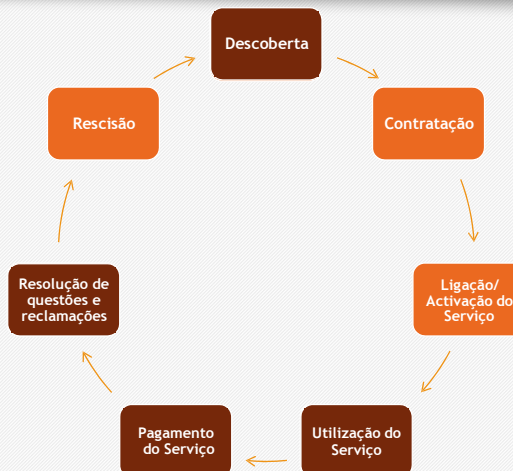 Descoberta
Contratação
Ligação/
Activação do
Serviço
Utilização do
Serviço
Pagamento
do Serviço
Resolução de
questões e
reclamações
Rescisão